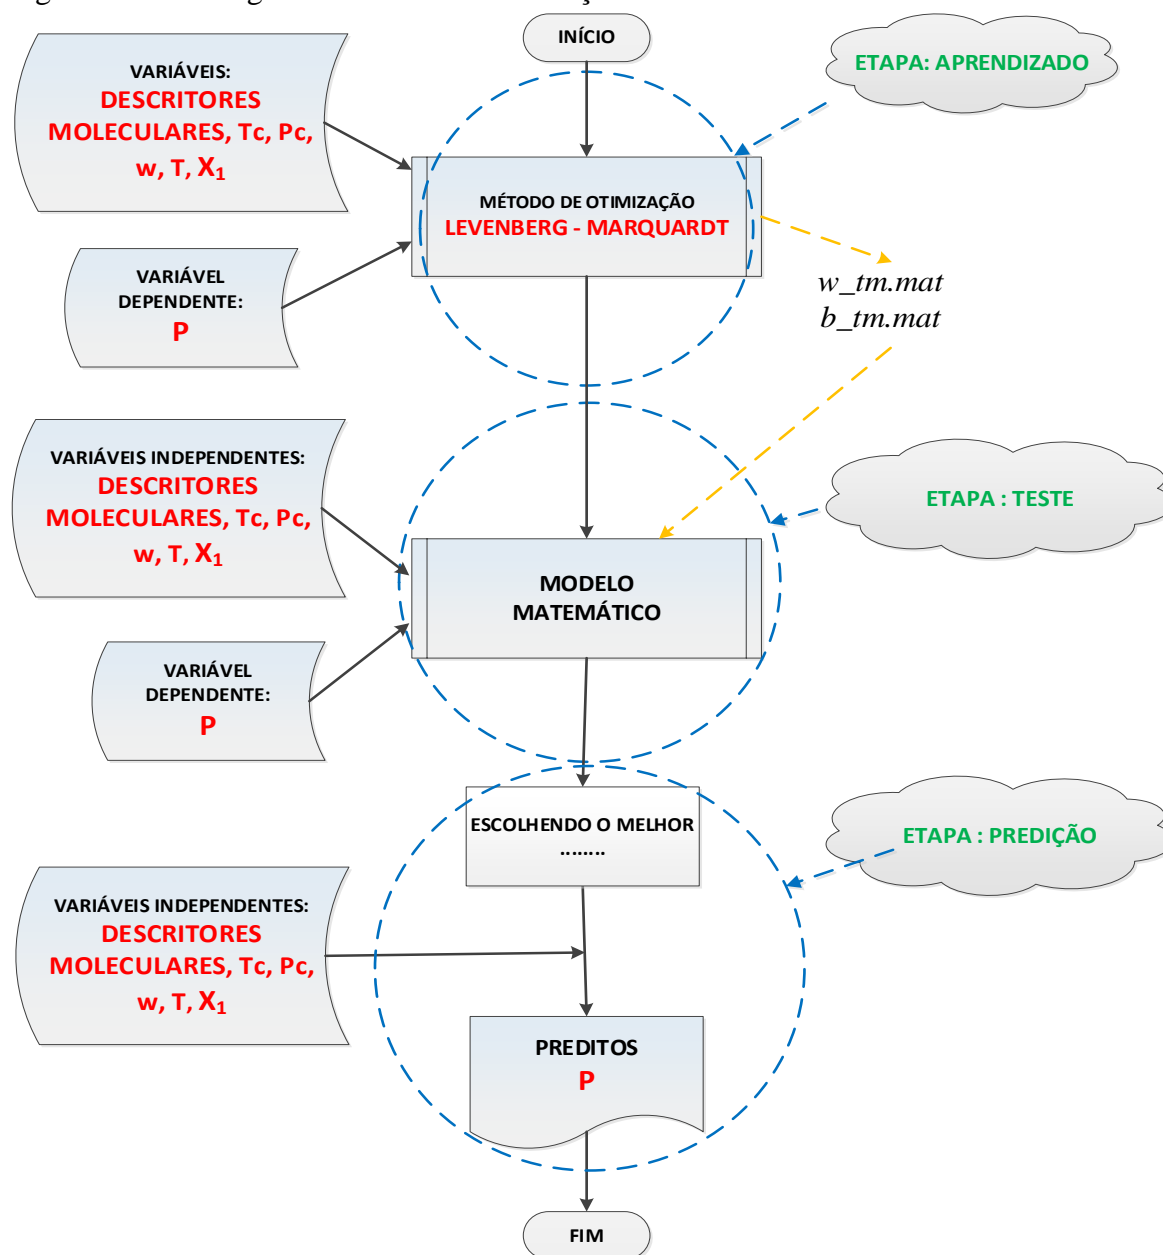 INÍCIO
ETAPA: APRENDIZADO
VARIÁVEIS:
DESCRITORES
MOLECULARES, Tc, Pc,
w, T, X₁
MÉTODO DE OTIMIZAÇÃO
LEVENBERG - MARQUARDT
VARIÁVEL
DEPENDENTE:
P
w_tm.mat
b_tm.mat
VARIÁVEIS INDEPENDENTES:
DESCRITORES
MOLECULARES, Tc, Pc,
w, T, X₁
ETAPA : TESTE
MODELO
MATEMÁTICO
VARIÁVEL
DEPENDENTE:
P
ESCOLHENDO O MELHOR
........
ETAPA : PREDIÇÃO
VARIÁVEIS INDEPENDENTES:
DESCRITORES
MOLECULARES, Tc, Pc,
w, T, X₁
PREDITOS
P
FIM